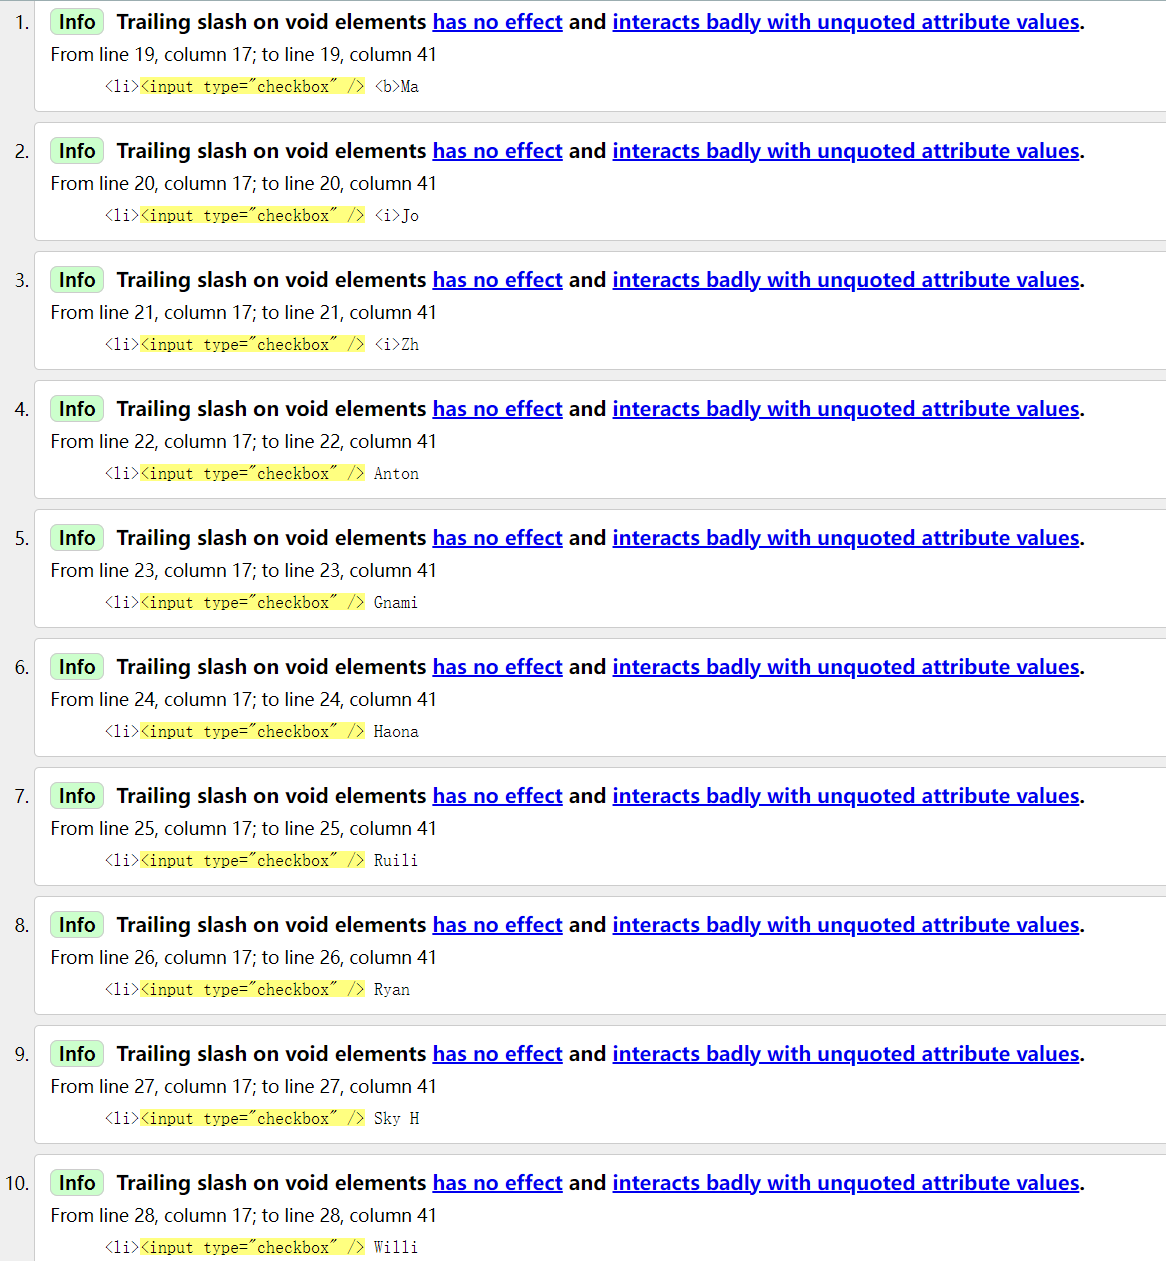 1. Info Trailing slash on void elements has no effect and interacts badly with unquoted attribute values.
From line 19, column 17; to line 19, column 41
<li><input type="checkbox" /> <b>Ma
2. Info Trailing slash on void elements has no effect and interacts badly with unquoted attribute values.
From line 20, column 17; to line 20, column 41
<li><input type="checkbox" /> <i>Jo
3. Info Trailing slash on void elements has no effect and interacts badly with unquoted attribute values.
From line 21, column 17; to line 21, column 41
<li><input type="checkbox" /> <i>Zh
4. Info Trailing slash on void elements has no effect and interacts badly with unquoted attribute values.
From line 22, column 17; to line 22, column 41
<li><input type="checkbox" /> Anton
5. Info Trailing slash on void elements has no effect and interacts badly with unquoted attribute values.
From line 23, column 17; to line 23, column 41
<li><input type="checkbox" /> Gnami
6. Info Trailing slash on void elements has no effect and interacts badly with unquoted attribute values.
From line 24, column 17; to line 24, column 41
<li><input type="checkbox" /> Haona
7. Info Trailing slash on void elements has no effect and interacts badly with unquoted attribute values.
From line 25, column 17; to line 25, column 41
<li><input type="checkbox" /> Ruili
8. Info Trailing slash on void elements has no effect and interacts badly with unquoted attribute values.
From line 26, column 17; to line 26, column 41
<li><input type="checkbox" /> Ryan
9. Info Trailing slash on void elements has no effect and interacts badly with unquoted attribute values.
From line 27, column 17; to line 27, column 41
<li><input type="checkbox" /> Sky H
10. Info Trailing slash on void elements has no effect and interacts badly with unquoted attribute values.
From line 28, column 17; to line 28, column 41
<li><input type="checkbox" /> Willi